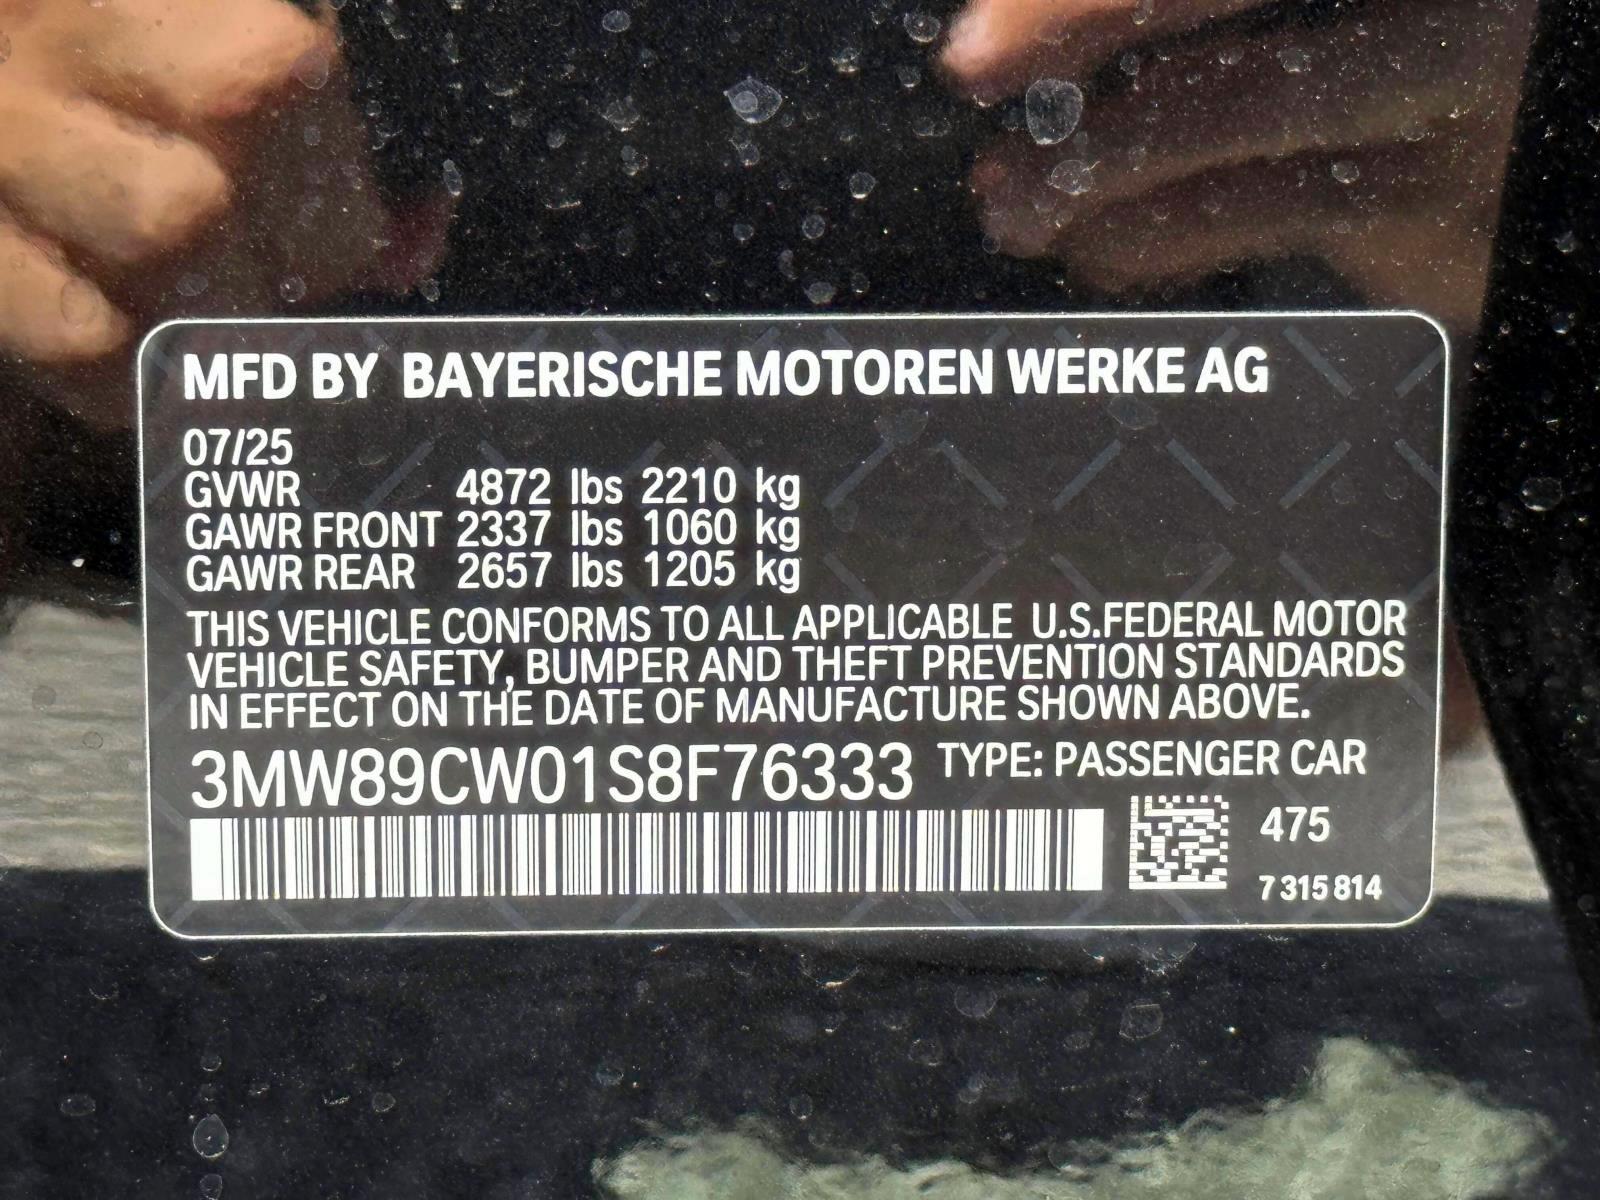 MFD BY BAYERISCHE MOTOREN WERKE AG
07/25
GVWR 4872 lbs 2210 kg
GAWR FRONT 2337 lbs 1060 kg
GAWR REAR 2657 lbs 1205 kg
THIS VEHICLE CONFORMS TO ALL APPLICABLE U.S.FEDERAL MOTOR
VEHICLE SAFETY, BUMPER AND THEFT PREVENTION STANDARDS
IN EFFECT ON THE DATE OF MANUFACTURE SHOWN ABOVE.
3MW89CW01S8F76333 TYPE: PASSENGER CAR
475
7 315 814